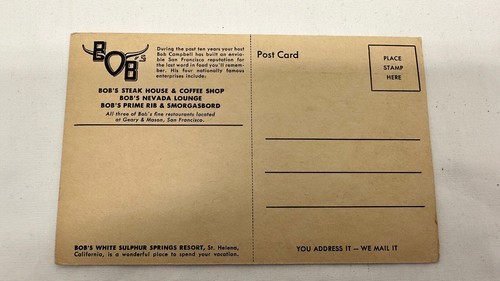 BOB'S
During the past ten years your host
Bob Campbell has built an envia-
ble San Francisco reputation for
the last word in food you'll remem-
ber. His four nationally famous
enterprises include:
BOB'S STEAK HOUSE & COFFEE SHOP
BOB'S NEVADA LOUNGE
BOB'S PRIME RIB & SMORGASBORD
All three of Bob's fine restaurants located
at Geary & Mason, San Francisco.
BOB'S WHITE SULPHUR SPRINGS RESORT, St. Helena,
California, is a wonderful place to spend your vacation.
Post Card
PLACE
STAMP
HERE
YOU ADDRESS IT — WE MAIL IT